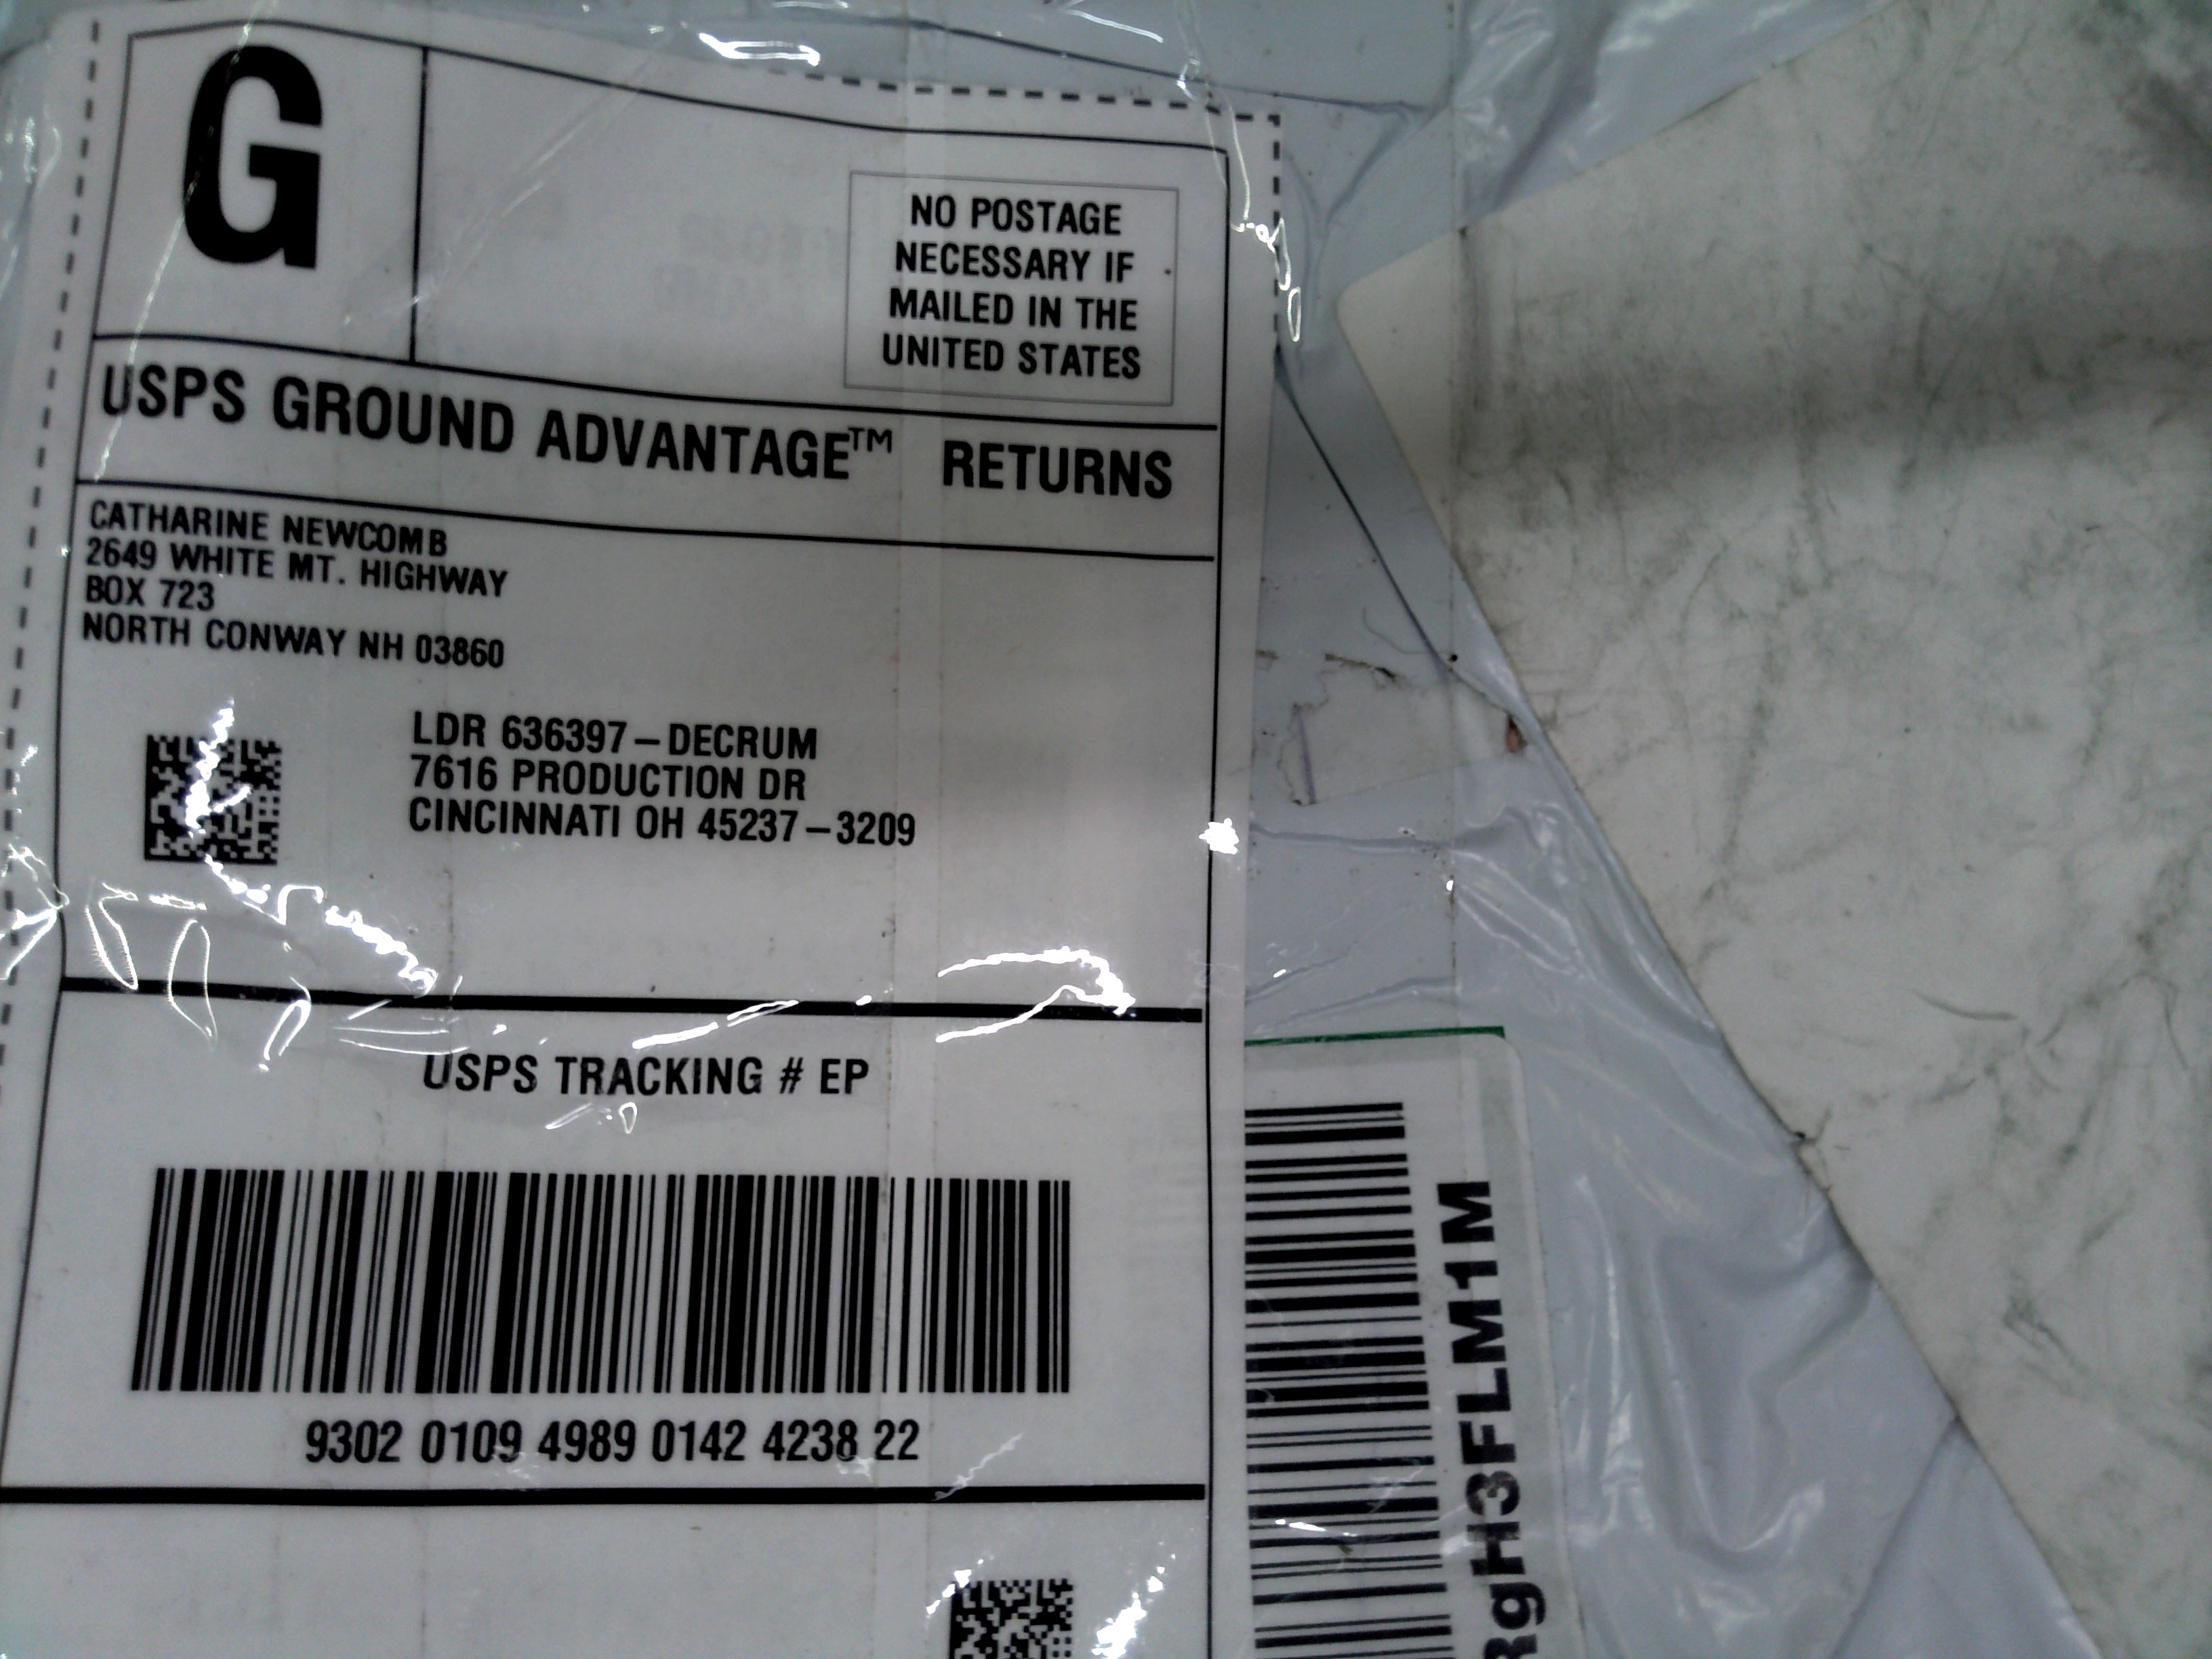 G
NO POSTAGE
NECESSARY IF
MAILED IN THE
UNITED STATES
USPS GROUND ADVANTAGE™ RETURNS
CATHARINE NEWCOMB
2649 WHITE MT. HIGHWAY
BOX 723
NORTH CONWAY NH 03860
LDR 636397-DECRUM
7616 PRODUCTION DR
CINCINNATI OH 45237-3209
USPS TRACKING # EP
9302 0109 4989 0142 4238 22
RgH3FLM1M